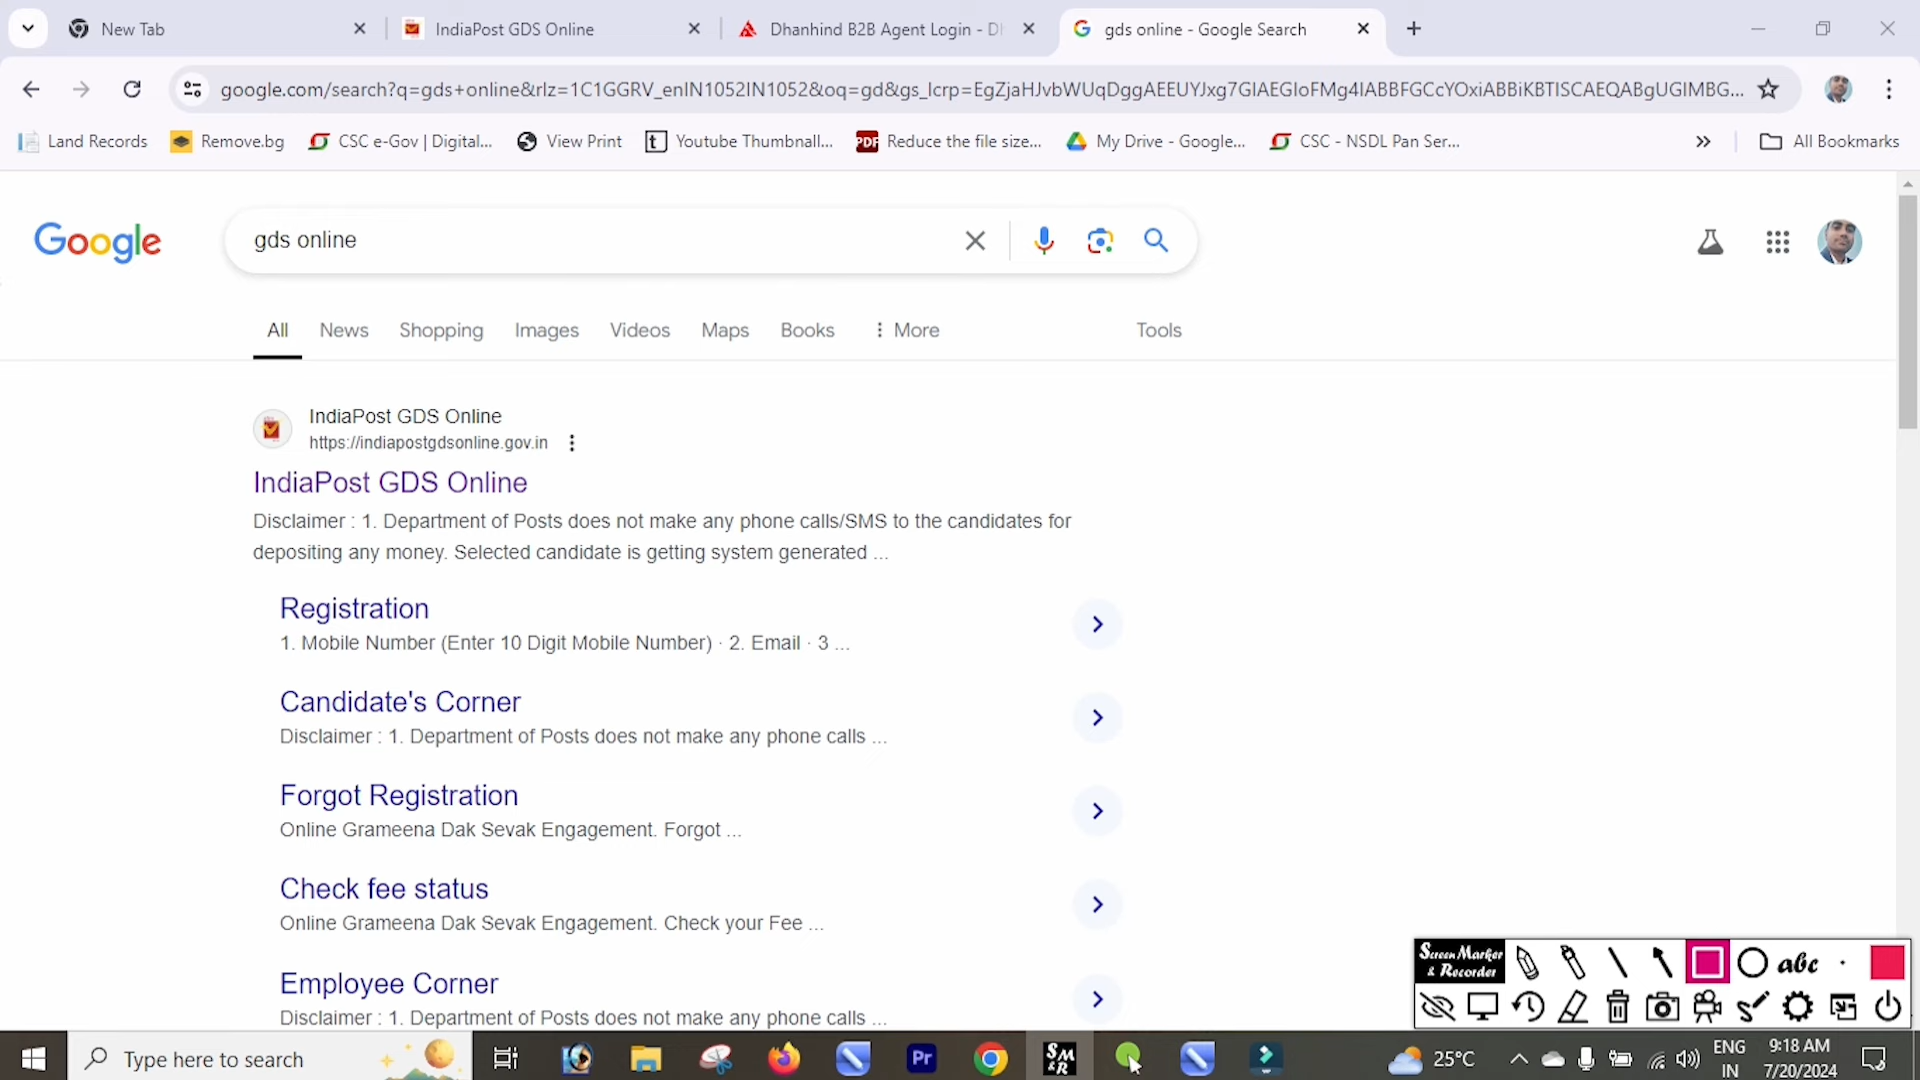 New Tab
IndiaPost GDS Online
Dhanhind B2B Agent Login - Dh
gds online - Google Search
google.com/search?q=gds+online&rlz=1C1GGRV_enIN1052IN1052&oq=gd&gs_lcrp=EgZjaHJvbWUqDggAEEUYJxg7GIAEGIoFMg4IABBFGCcYOxiABBiKBTISCAEQABgUGIMBG...
Land Records
Remove.bg
CSC e-Gov | Digital...
View Print
t
Youtube Thumbnall...
PDF
Reduce the file size...
My Drive - Google...
CSC - NSDL Pan Ser...
All Bookmarks
Google
gds online
All
News
Shopping
Images
Videos
Maps
Books
More
Tools
IndiaPost GDS Online
https://indiapostgdsonline.gov.in
IndiaPost GDS Online
Disclaimer : 1. Department of Posts does not make any phone calls/SMS to the candidates for
depositing any money. Selected candidate is getting system generated ...
Registration
1. Mobile Number (Enter 10 Digit Mobile Number) · 2. Email · 3 ...
Candidate's Corner
Disclaimer : 1. Department of Posts does not make any phone calls ...
Forgot Registration
Online Grameena Dak Sevak Engagement. Forgot ...
Check fee status
Online Grameena Dak Sevak Engagement. Check your Fee ...
Employee Corner
Disclaimer : 1. Department of Posts does not make any phone calls ...
Screen Marker
& Recorder
abc
Type here to search
Pr
S
M
&R
25°C
ENG
IN
9:18 AM
7/20/2024